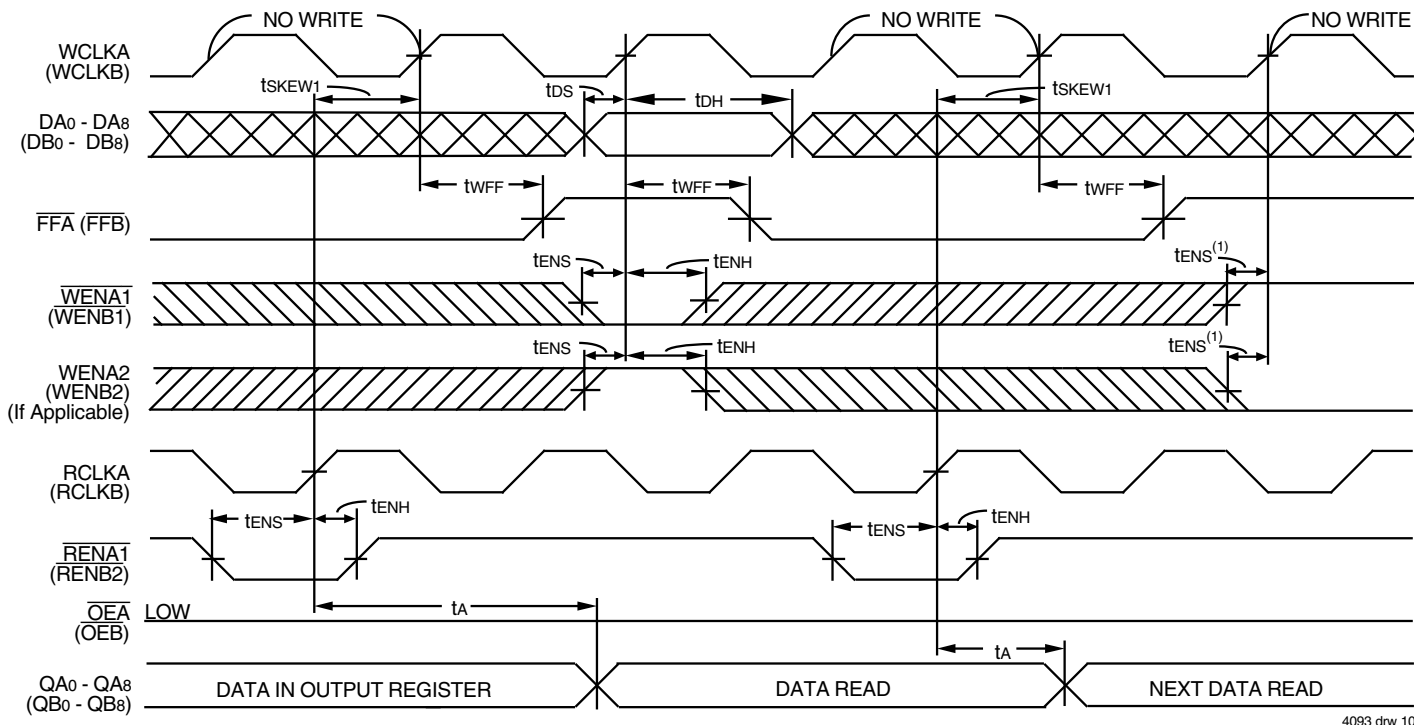 NO WRITE NO WRITE NO WRITE
WCLKA
(WCLKB)
tSKEW1 tDS tDH tSKEW1
DA0 - DA8
(DB0 - DB8)
tWFF tWFF tWFF
FFA (FFB)
tENS tENH tENS(1)
WENA1
(WENB1)
tENS tENH tENS(1)
WENA2
(WENB2)
(If Applicable)
RCLKA
(RCLKB)
tENS tENH tENS tENH
RENA1
(RENB2)
OEA LOW
(OEB)
tA
tA
QA0 - QA8
(QB0 - QB8)
DATA IN OUTPUT REGISTER DATA READ NEXT DATA READ
4093 drw 10